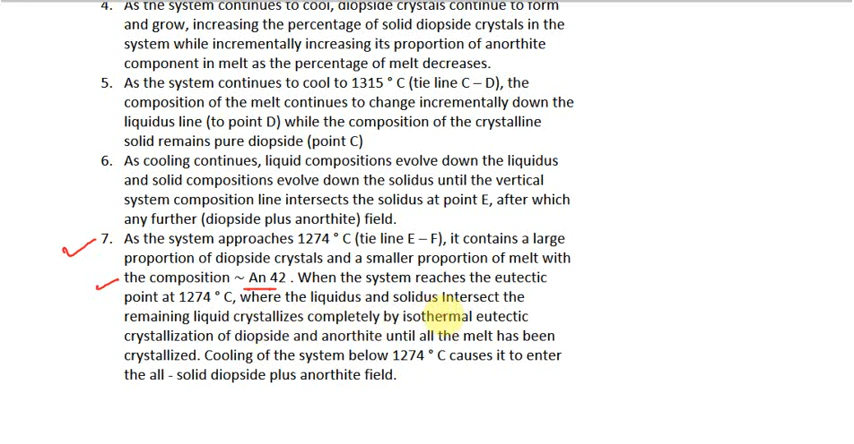 4. As the system continues to cool, diopside crystals continue to form
and grow, increasing the percentage of solid diopside crystals in the
system while incrementally increasing its proportion of anorthite
component in melt as the percentage of melt decreases.
5. As the system continues to cool to 1315 ° C (tie line C – D), the
composition of the melt continues to change incrementally down the
liquidus line (to point D) while the composition of the crystalline
solid remains pure diopside (point C)
6. As cooling continues, liquid compositions evolve down the liquidus
and solid compositions evolve down the solidus until the vertical
system composition line intersects the solidus at point E, after which
any further (diopside plus anorthite) field.
7. As the system approaches 1274 ° C (tie line E – F), it contains a large
proportion of diopside crystals and a smaller proportion of melt with
the composition ~ An 42 . When the system reaches the eutectic
point at 1274 ° C, where the liquidus and solidus Intersect the
remaining liquid crystallizes completely by isothermal eutectic
crystallization of diopside and anorthite until all the melt has been
crystallized. Cooling of the system below 1274 ° C causes it to enter
the all - solid diopside plus anorthite field.